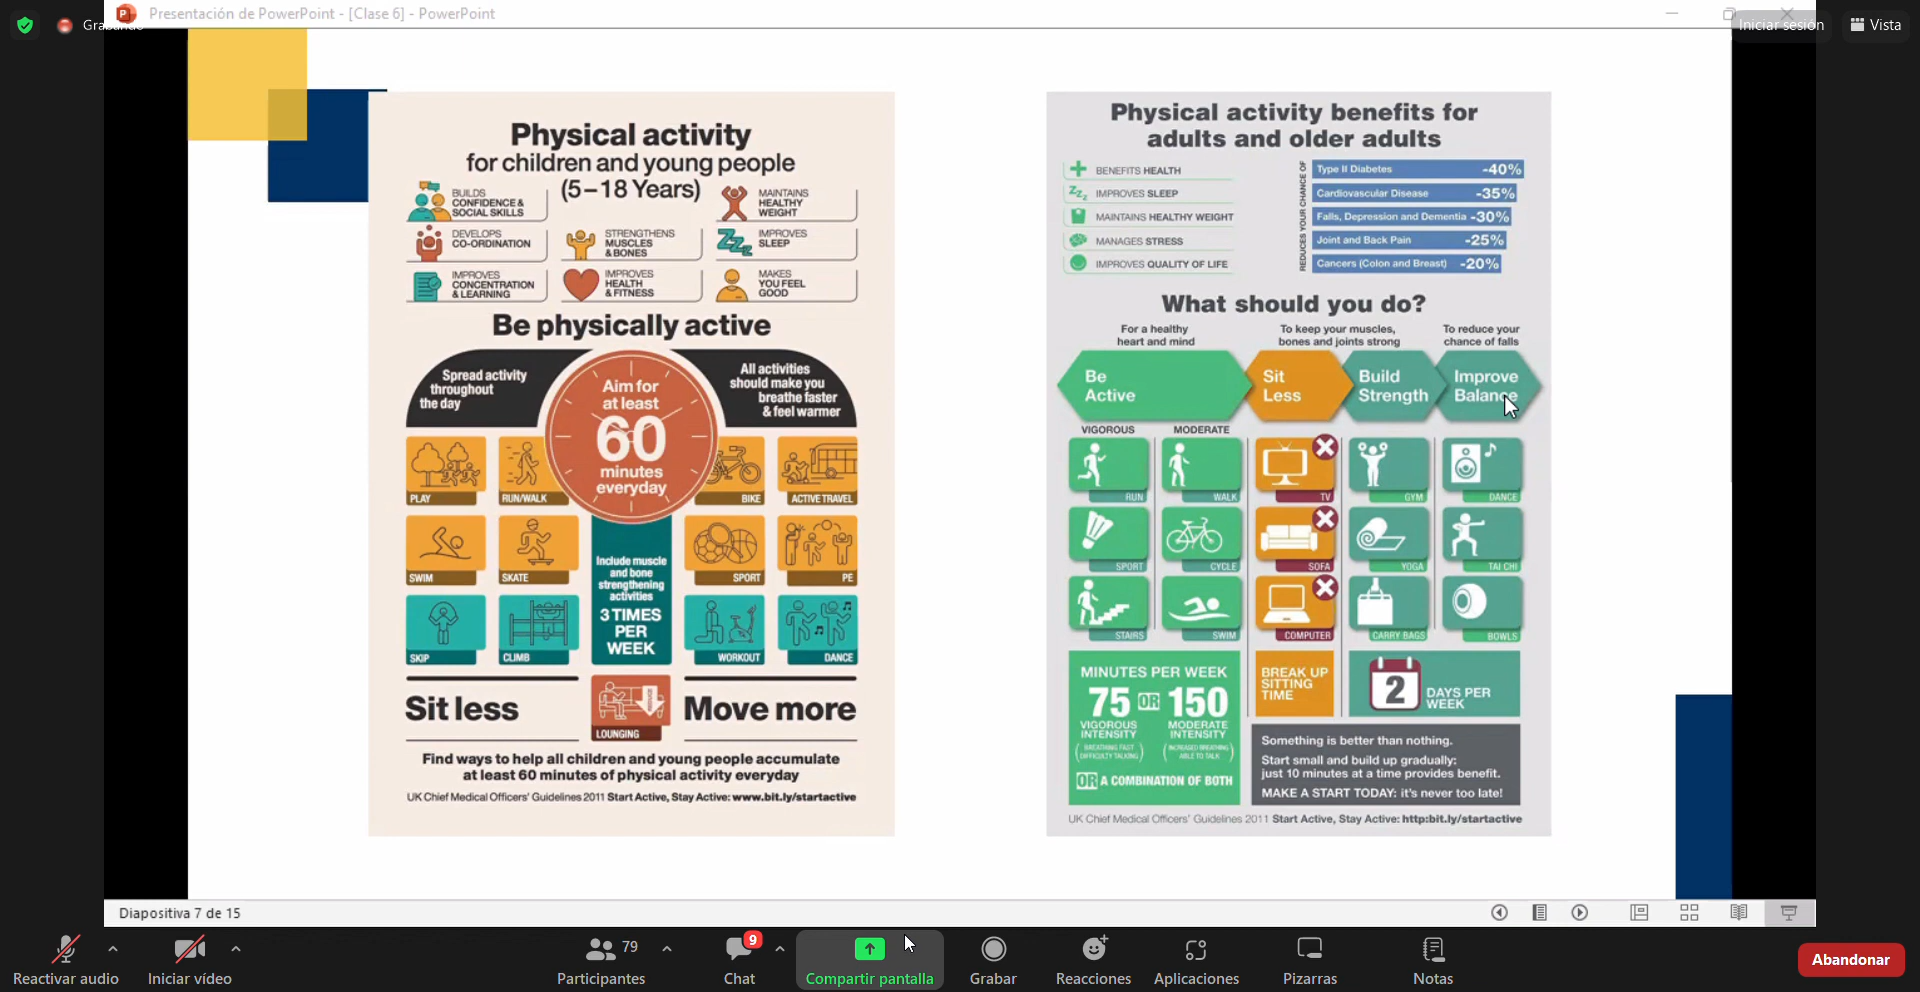 Presentación de PowerPoint - [Clase 6] - PowerPoint
Grabando
Iniciar sesión
Vista
Physical activity
for children and young people
(5–18 Years)
BUILDS
CONFIDENCE &
SOCIAL SKILLS
MAINTAINS
HEALTHY
WEIGHT
DEVELOPS
CO-ORDINATION
STRENGTHENS
MUSCLES
& BONES
IMPROVES
SLEEP
IMPROVES
CONCENTRATION
& LEARNING
IMPROVES
HEALTH
& FITNESS
MAKES
YOU FEEL
GOOD
Be physically active
Spread activity
throughout
the day
Aim for
at least
60
minutes
everyday
All activities
should make you
breathe faster
& feel warmer
PLAY
RUN/WALK
BIKE
ACTIVE TRAVEL
SWIM
SKATE
SPORT
PE
Include muscle
and bone
strengthening
activities
3 TIMES
PER
WEEK
SKIP
CLIMB
WORKOUT
DANCE
Sit less
LOUNGING
Move more
Find ways to help all children and young people accumulate
at least 60 minutes of physical activity everyday
UK Chief Medical Officers' Guidelines 2011 Start Active, Stay Active: www.bit.ly/startactive
Physical activity benefits for
adults and older adults
BENEFITS HEALTH
IMPROVES SLEEP
MAINTAINS HEALTHY WEIGHT
MANAGES STRESS
IMPROVES QUALITY OF LIFE
REDUCES YOUR CHANCE OF
Type II Diabetes -40%
Cardiovascular Disease -35%
Falls, Depression and Dementia -30%
Joint and Back Pain -25%
Cancers (Colon and Breast) -20%
What should you do?
For a healthy
heart and mind
To keep your muscles,
bones and joints strong
To reduce your
chance of falls
Be
Active
Sit
Less
Build
Strength
Improve
Balance
VIGOROUS
MODERATE
RUN
WALK
TV
GYM
DANCE
SPORT
CYCLE
SOFA
YOGA
TAI CHI
STAIRS
SWIM
COMPUTER
CARRY BAGS
BOWLS
MINUTES PER WEEK
75 OR 150
VIGOROUS
INTENSITY
MODERATE
INTENSITY
(BREATHING FAST
DIFFICULTY TALKING)
(INCREASED BREATHING
ABLE TO TALK)
OR A COMBINATION OF BOTH
BREAK UP
SITTING
TIME
2
DAYS PER
WEEK
Something is better than nothing.
Start small and build up gradually:
just 10 minutes at a time provides benefit.
MAKE A START TODAY: it's never too late!
UK Chief Medical Officers' Guidelines 2011 Start Active, Stay Active: http:bit.ly/startactive
Diapositiva 7 de 15
Reactivar audio
Iniciar vídeo
79
Participantes
9
Chat
Compartir pantalla
Grabar
Reacciones
Aplicaciones
Pizarras
Notas
Abandonar